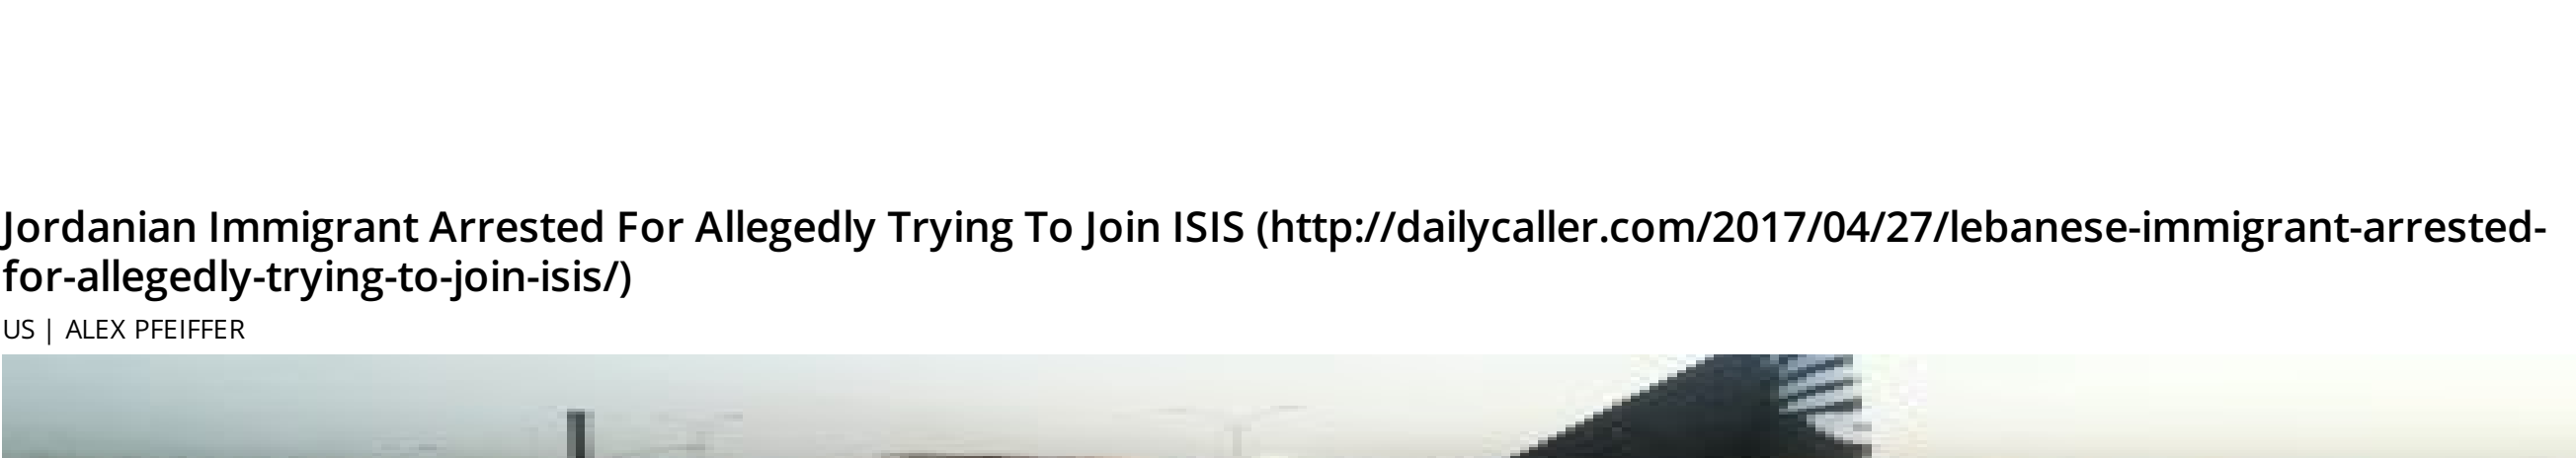 Jordanian Immigrant Arrested For Allegedly Trying To Join ISIS (http://dailycaller.com/2017/04/27/lebanese-immigrant-arrested-
for-allegedly-trying-to-join-isis/)
US | ALEX PFEIFFER